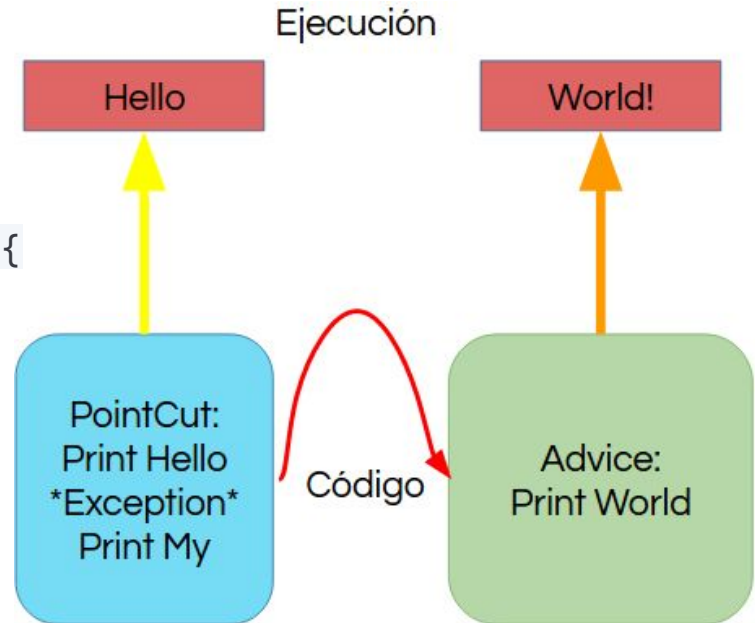 Ejecución
Hello
World!
{
PointCut:
Print Hello
*Exception*
Print My
Código
Advice:
Print World